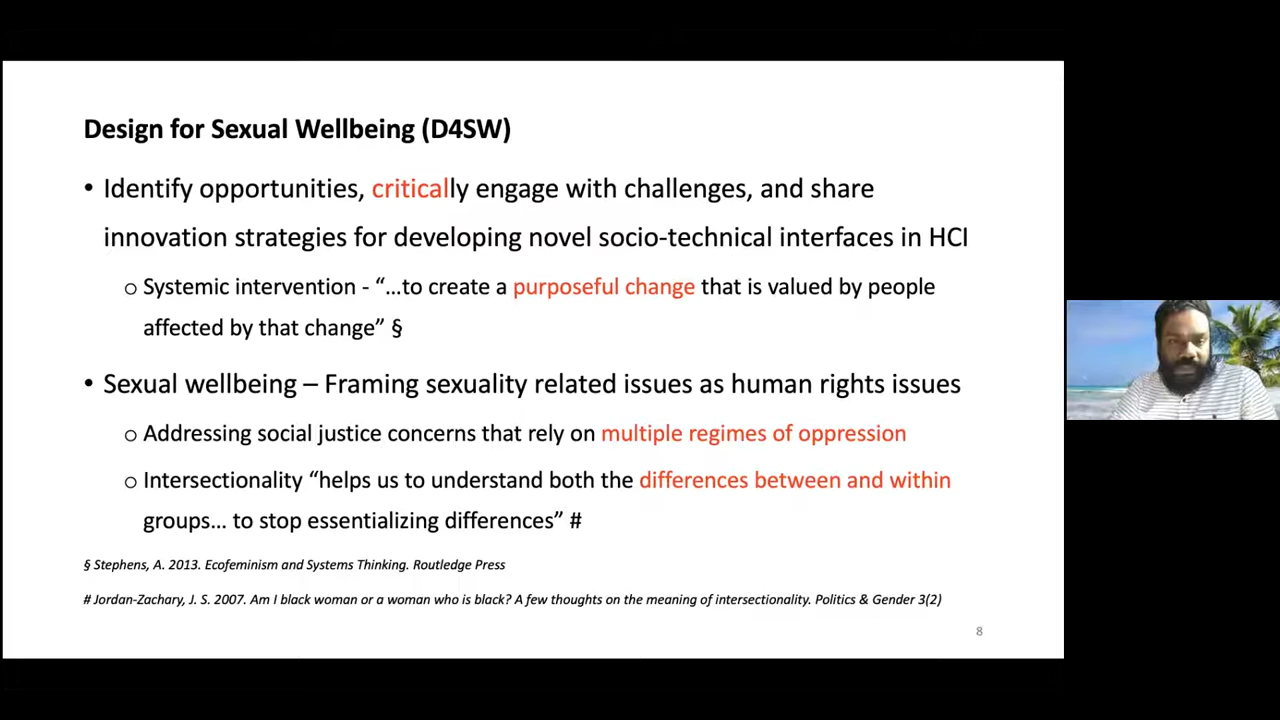 Design for Sexual Wellbeing (D4SW)
• Identify opportunities, critically engage with challenges, and share
innovation strategies for developing novel socio-technical interfaces in HCI
o Systemic intervention - “…to create a purposeful change that is valued by people
affected by that change” §
• Sexual wellbeing – Framing sexuality related issues as human rights issues
o Addressing social justice concerns that rely on multiple regimes of oppression
o Intersectionality “helps us to understand both the differences between and within
groups… to stop essentializing differences” #
§ Stephens, A. 2013. Ecofeminism and Systems Thinking. Routledge Press
# Jordan-Zachary, J. S. 2007. Am I black woman or a woman who is black? A few thoughts on the meaning of intersectionality. Politics & Gender 3(2)
8